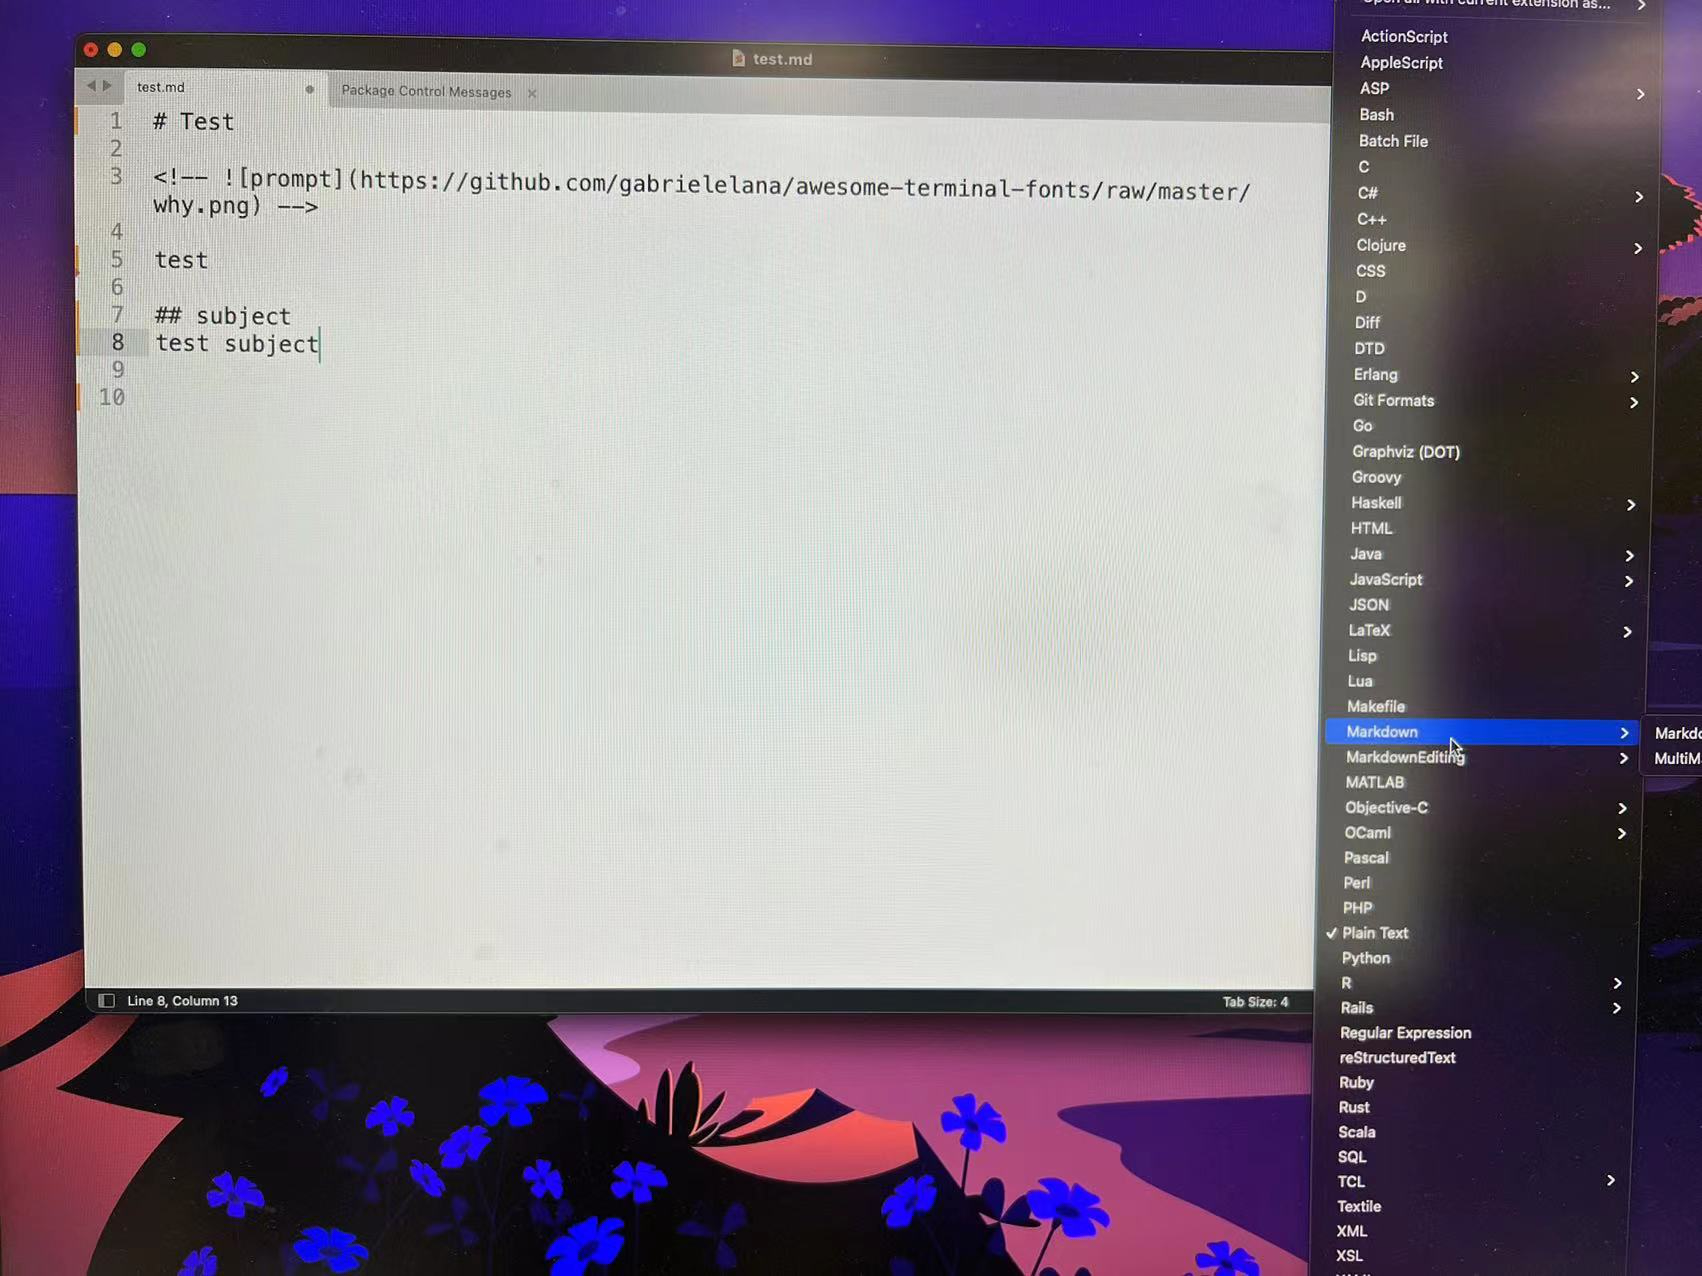 test.md
test.md
Package Control Messages
1 # Test
2
3 <!-- ![prompt](https://github.com/gabrielelana/awesome-terminal-fonts/raw/master/
why.png) -->
4
5 test
6
7 ## subject
8 test subject
9
10
Line 8, Column 13
Tab Size: 4
Open all with current extension as...
ActionScript
AppleScript
ASP
Bash
Batch File
C
C#
C++
Clojure
CSS
D
Diff
DTD
Erlang
Git Formats
Go
Graphviz (DOT)
Groovy
Haskell
HTML
Java
JavaScript
JSON
LaTeX
Lisp
Lua
Makefile
Markdown
MarkdownEditing
MATLAB
Objective-C
OCaml
Pascal
Perl
PHP
✓ Plain Text
Python
R
Rails
Regular Expression
reStructuredText
Ruby
Rust
Scala
SQL
TCL
Textile
XML
XSL
Markdo
MultiM